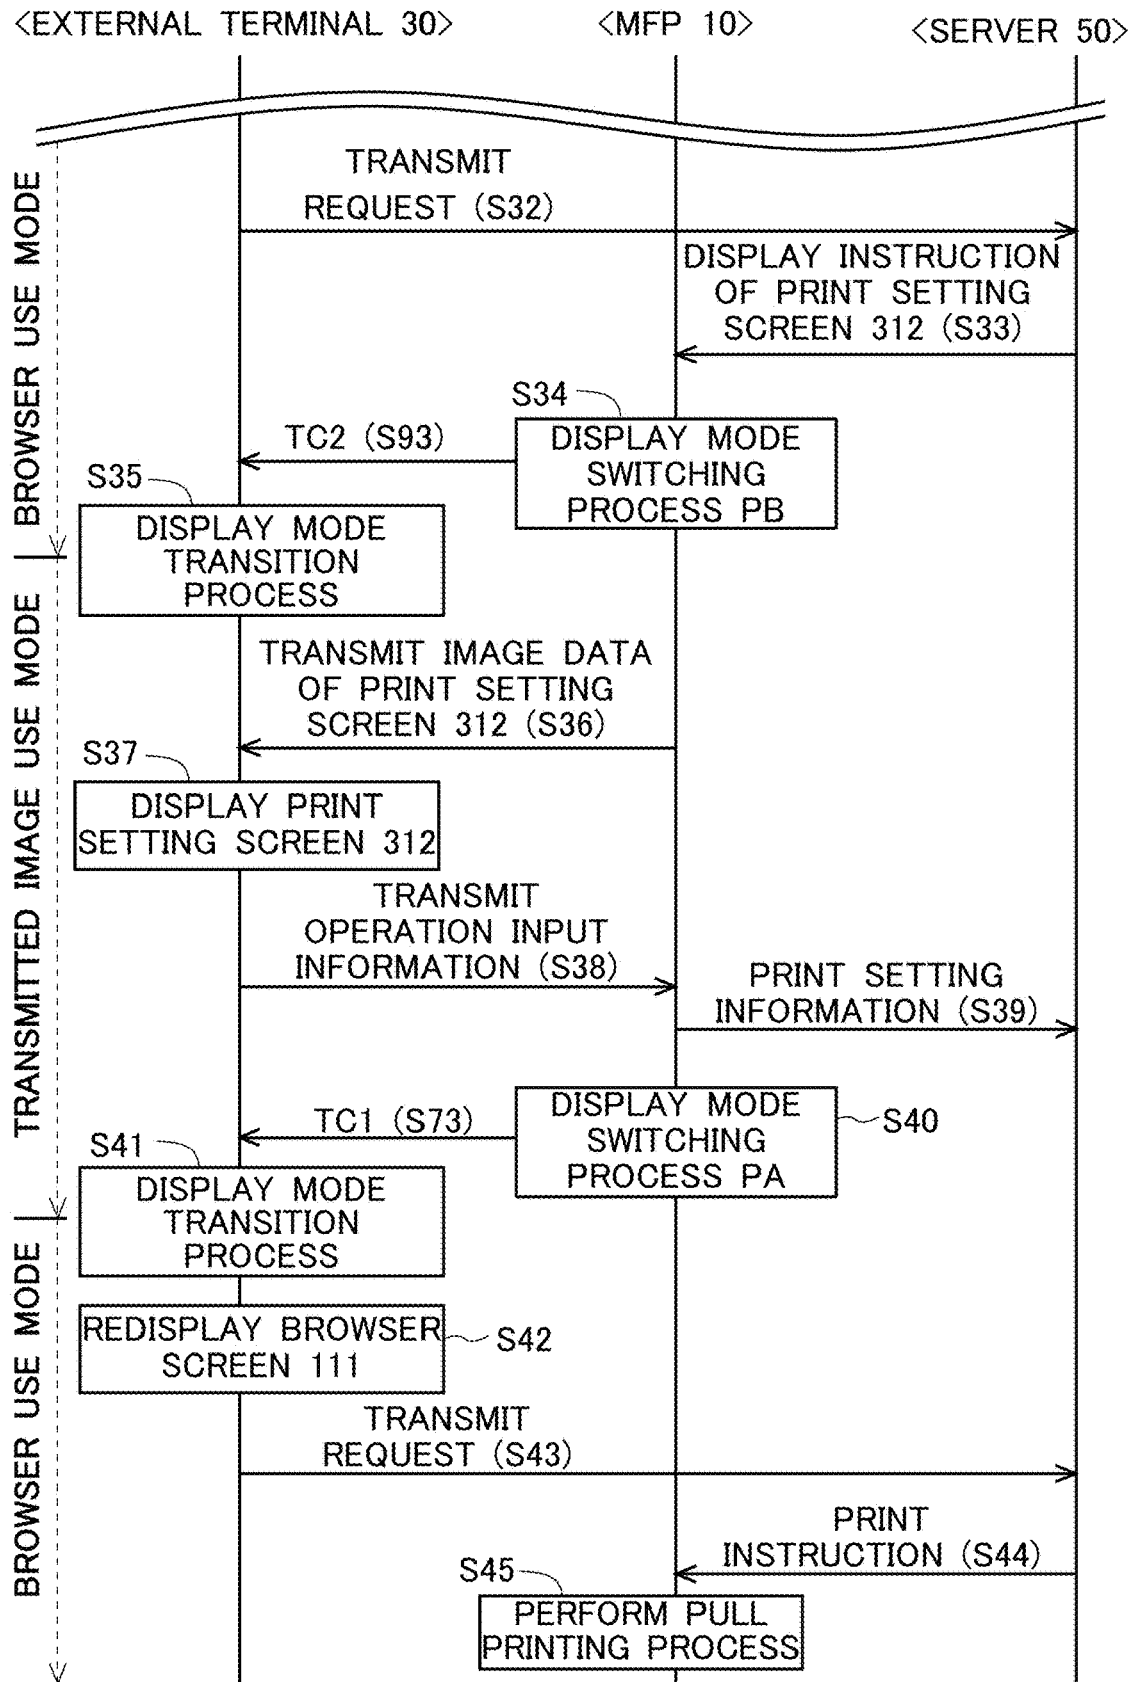 <EXTERNAL TERMINAL 30>
<MFP 10>
<SERVER 50>
BROWSER USE MODE
TRANSMIT
REQUEST (S32)
DISPLAY INSTRUCTION
OF PRINT SETTING
SCREEN 312 (S33)
S34
DISPLAY MODE
SWITCHING
PROCESS PB
TC2 (S93)
S35
DISPLAY MODE
TRANSITION
PROCESS
TRANSMITTED IMAGE USE MODE
TRANSMIT IMAGE DATA
OF PRINT SETTING
SCREEN 312 (S36)
S37
DISPLAY PRINT
SETTING SCREEN 312
TRANSMIT
OPERATION INPUT
INFORMATION (S38)
PRINT SETTING
INFORMATION (S39)
DISPLAY MODE
SWITCHING
PROCESS PA
S40
TC1 (S73)
S41
DISPLAY MODE
TRANSITION
PROCESS
BROWSER USE MODE
REDISPLAY BROWSER
SCREEN 111
S42
TRANSMIT
REQUEST (S43)
PRINT
INSTRUCTION (S44)
S45
PERFORM PULL
PRINTING PROCESS